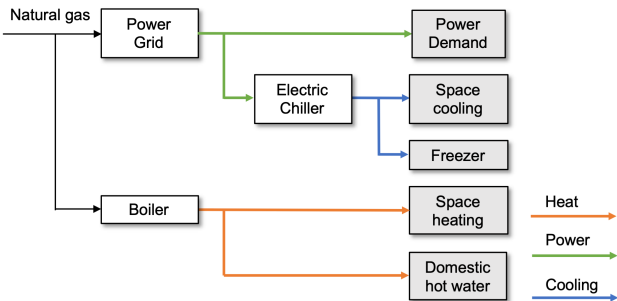 Natural gas
Power
Grid
Power
Demand
Electric
Chiller
Space
cooling
Freezer
Boiler
Space
heating
Domestic
hot water
Heat
Power
Cooling